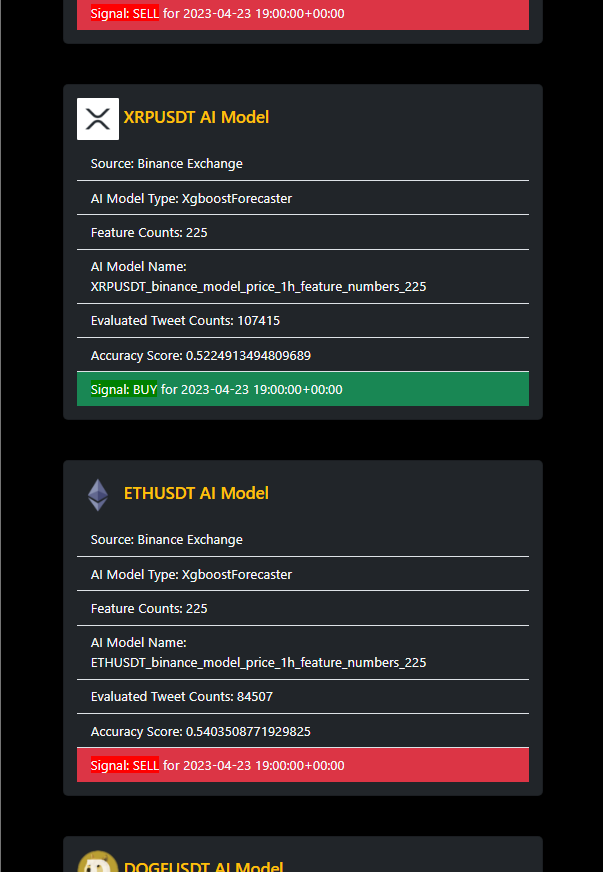 Signal: SELL for 2023-04-23 19:00:00+00:00
XRPUSDT AI Model
Source: Binance Exchange
AI Model Type: XgboostForecaster
Feature Counts: 225
AI Model Name:
XRPUSDT_binance_model_price_1h_feature_numbers_225
Evaluated Tweet Counts: 107415
Accuracy Score: 0.5224913494809689
Signal: BUY for 2023-04-23 19:00:00+00:00
ETHUSDT AI Model
Source: Binance Exchange
AI Model Type: XgboostForecaster
Feature Counts: 225
AI Model Name:
ETHUSDT_binance_model_price_1h_feature_numbers_225
Evaluated Tweet Counts: 84507
Accuracy Score: 0.5403508771929825
Signal: SELL for 2023-04-23 19:00:00+00:00
DOGEUSDT AI Model